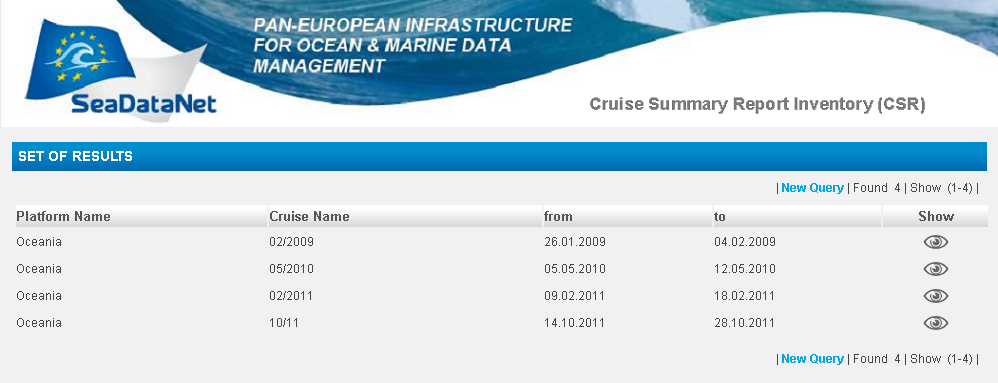 PAN-EUROPEAN INFRASTRUCTURE
FOR OCEAN & MARINE DATA
MANAGEMENT
SeaDataNet
Cruise Summary Report Inventory (CSR)
SET OF RESULTS
| New Query | Found 4 | Show (1-4) |
Platform Name Cruise Name from to Show
Oceania 02/2009 26.01.2009 04.02.2009
Oceania 05/2010 05.05.2010 12.05.2010
Oceania 02/2011 09.02.2011 18.02.2011
Oceania 10/11 14.10.2011 28.10.2011
| New Query | Found 4 | Show (1-4) |